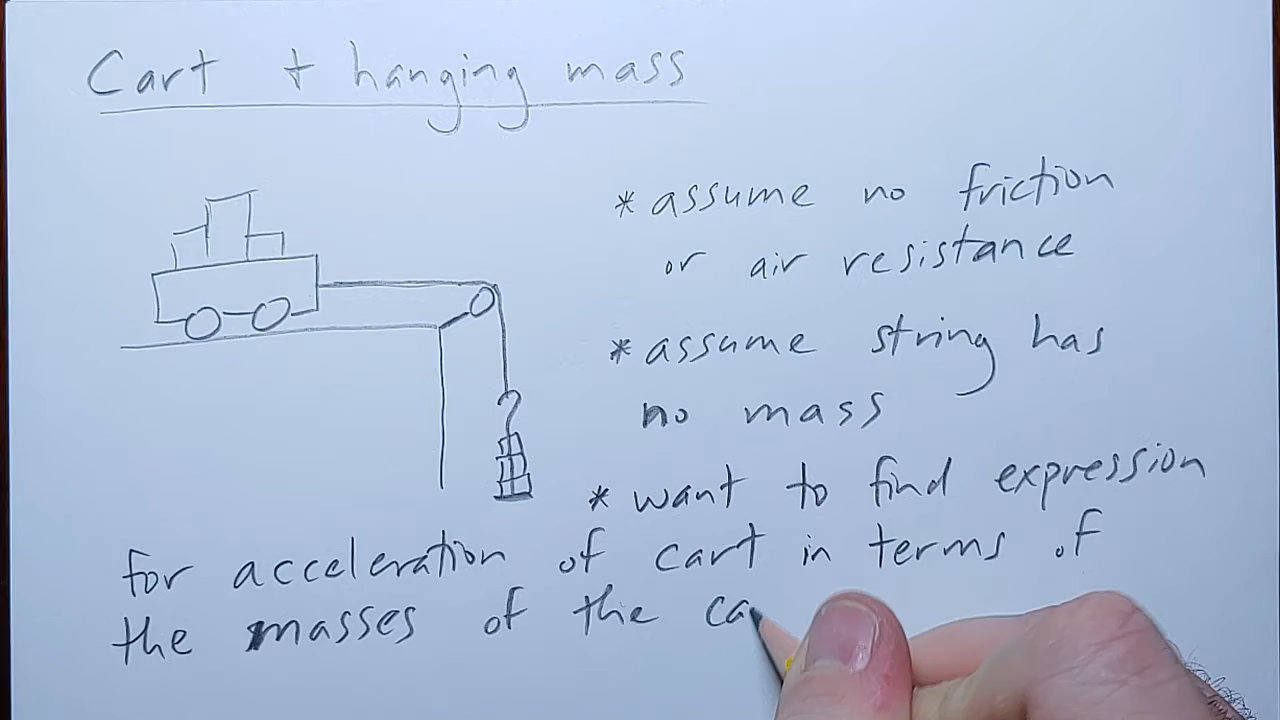 Cart + hanging mass
* assume no friction
or air resistance
* assume string has
no mass
* want to find expression
for acceleration of cart in terms of
the masses of the ca